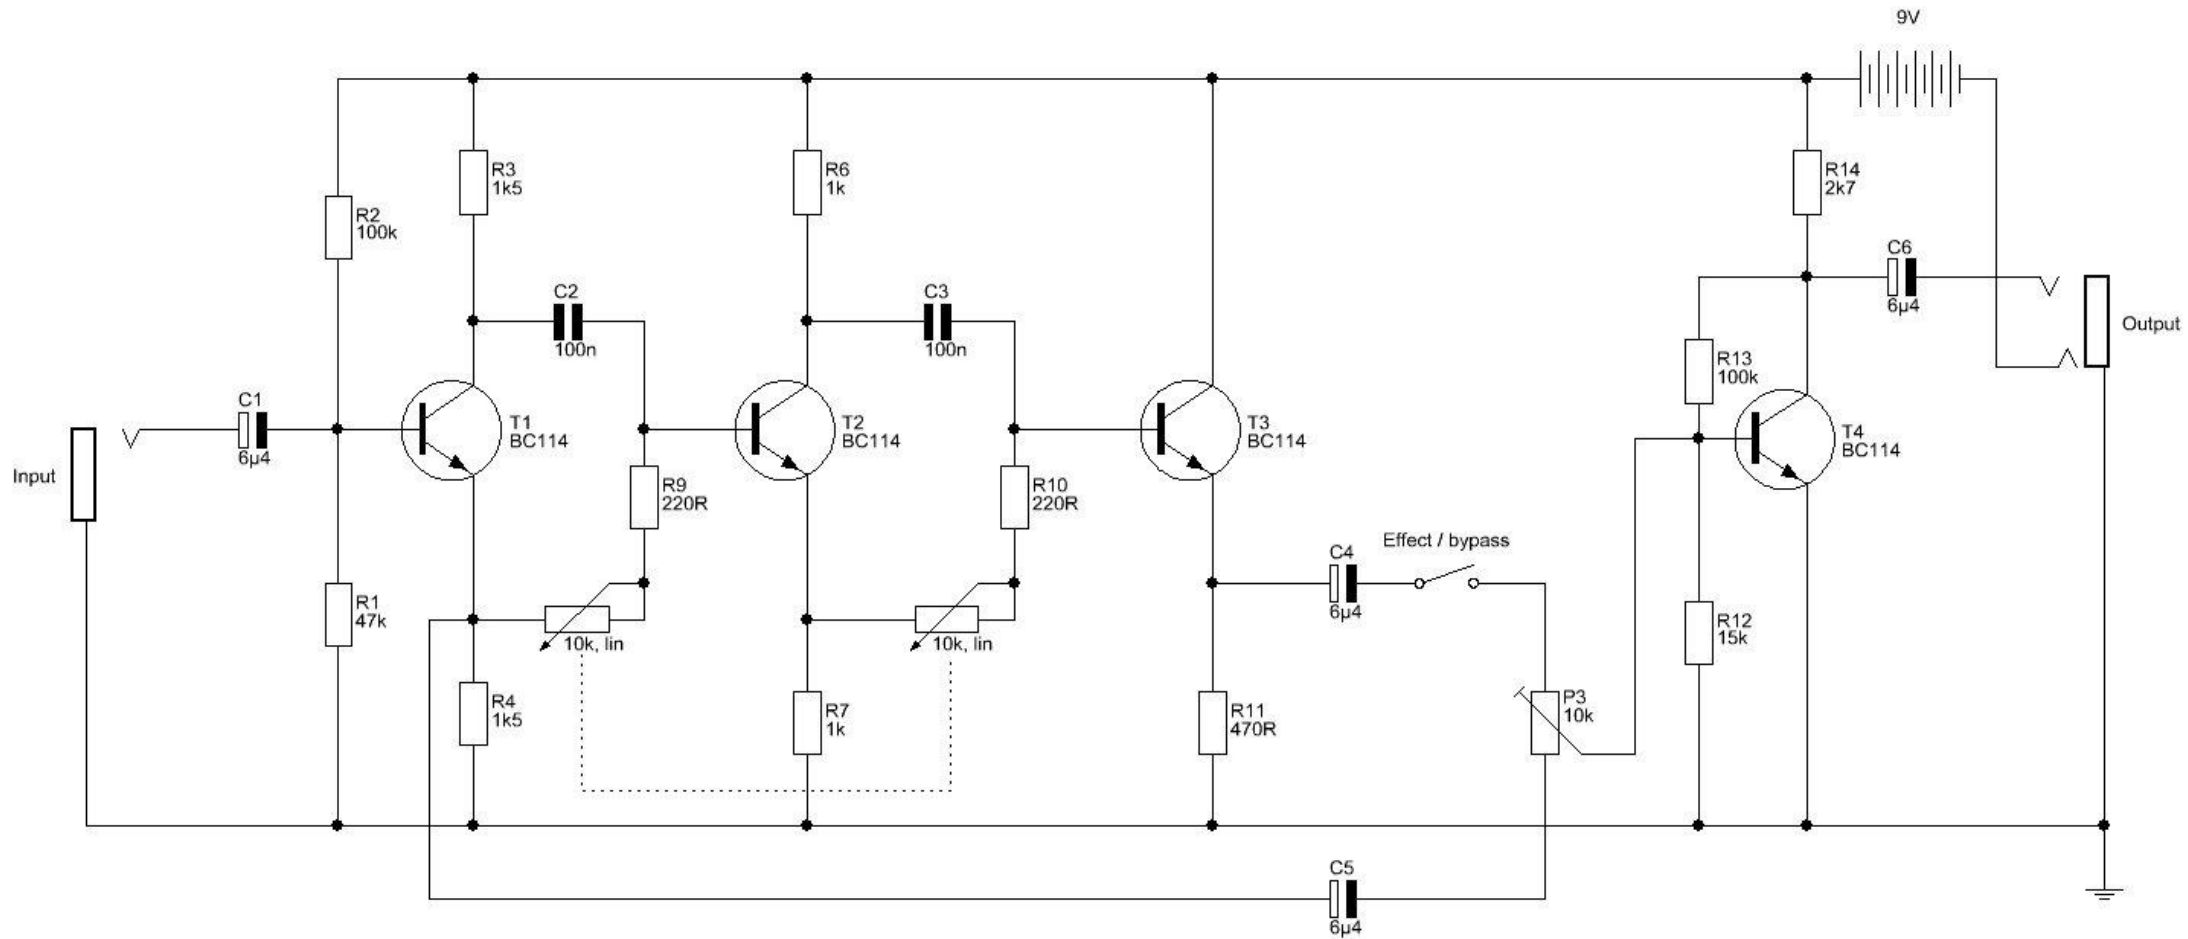 9V
R3
1k5
R6
1k
R14
2k7
R2
100k
C6
6µ4
C2
100n
C3
100n
Output
R13
100k
C1
6µ4
T1
BC114
T2
BC114
T3
BC114
T4
BC114
Input
R9
220R
R10
220R
Effect / bypass
C4
6µ4
R1
47k
R12
15k
10k, lin
10k, lin
R4
1k5
R7
1k
R11
470R
P3
10k
C5
6µ4